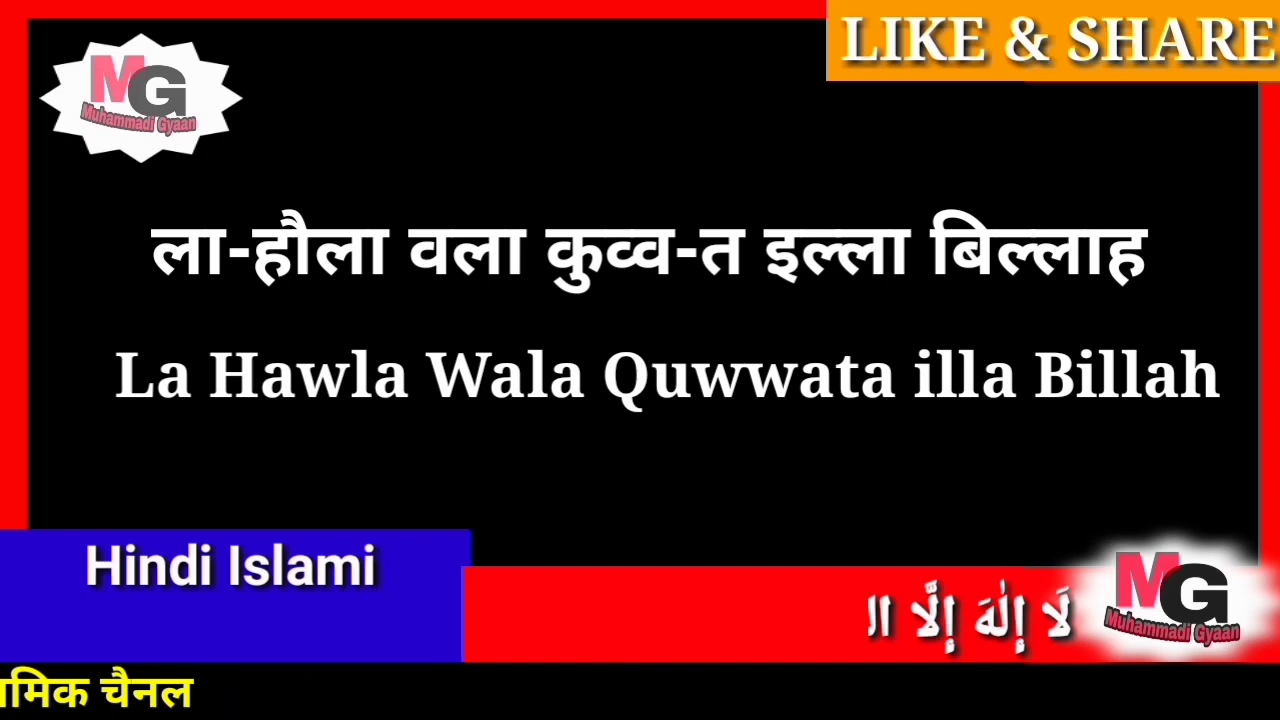 LIKE & SHARE
MG
Muhammadi Gyaan
ला-हौला वला कुव्व-त इल्ला बिल्लाह
La Hawla Wala Quwwata illa Billah
Hindi Islami
لَا إِلٰهَ إِلَّا
MG
Muhammadi Gyaan
चैनल